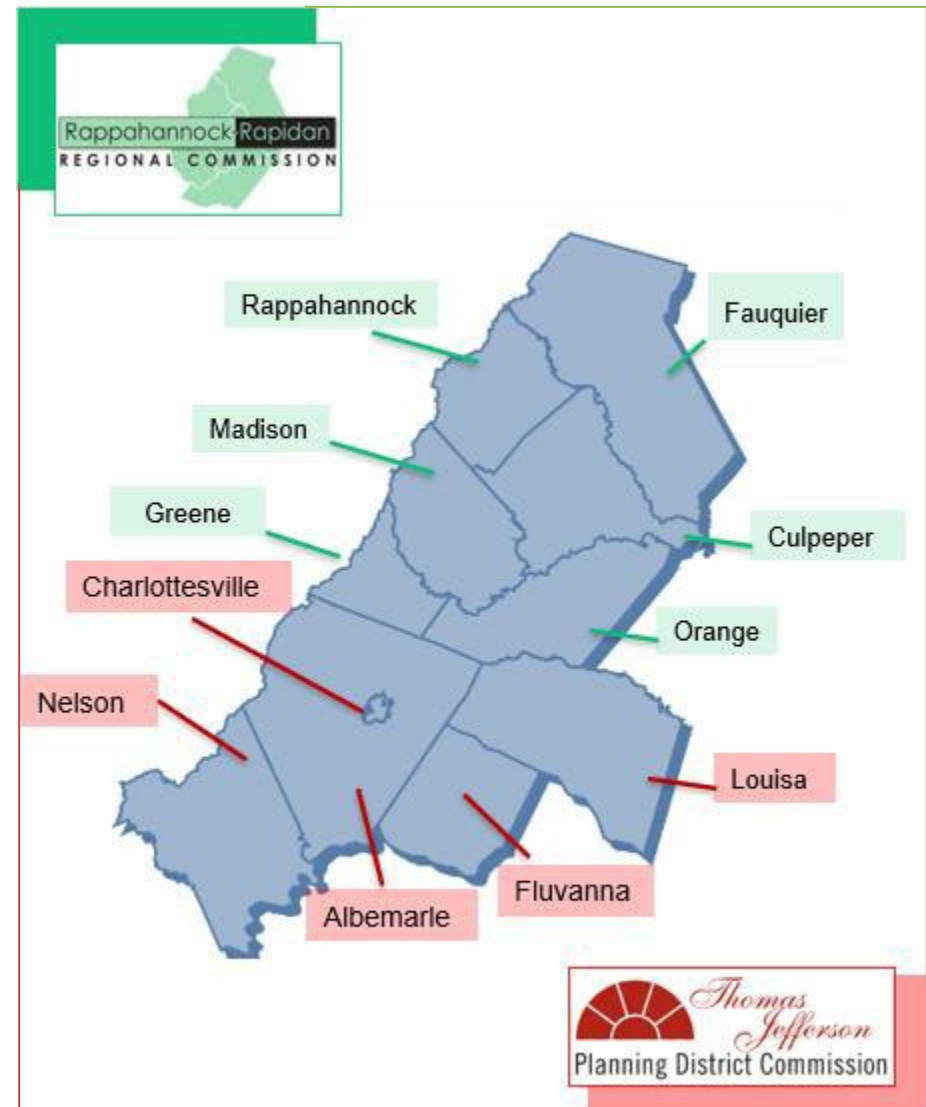 Rappahannock-Rapidan
REGIONAL COMMISSION
Rappahannock
Fauquier
Madison
Greene
Culpeper
Charlottesville
Orange
Nelson
Louisa
Fluvanna
Albemarle
Thomas
Jefferson
Planning District Commission